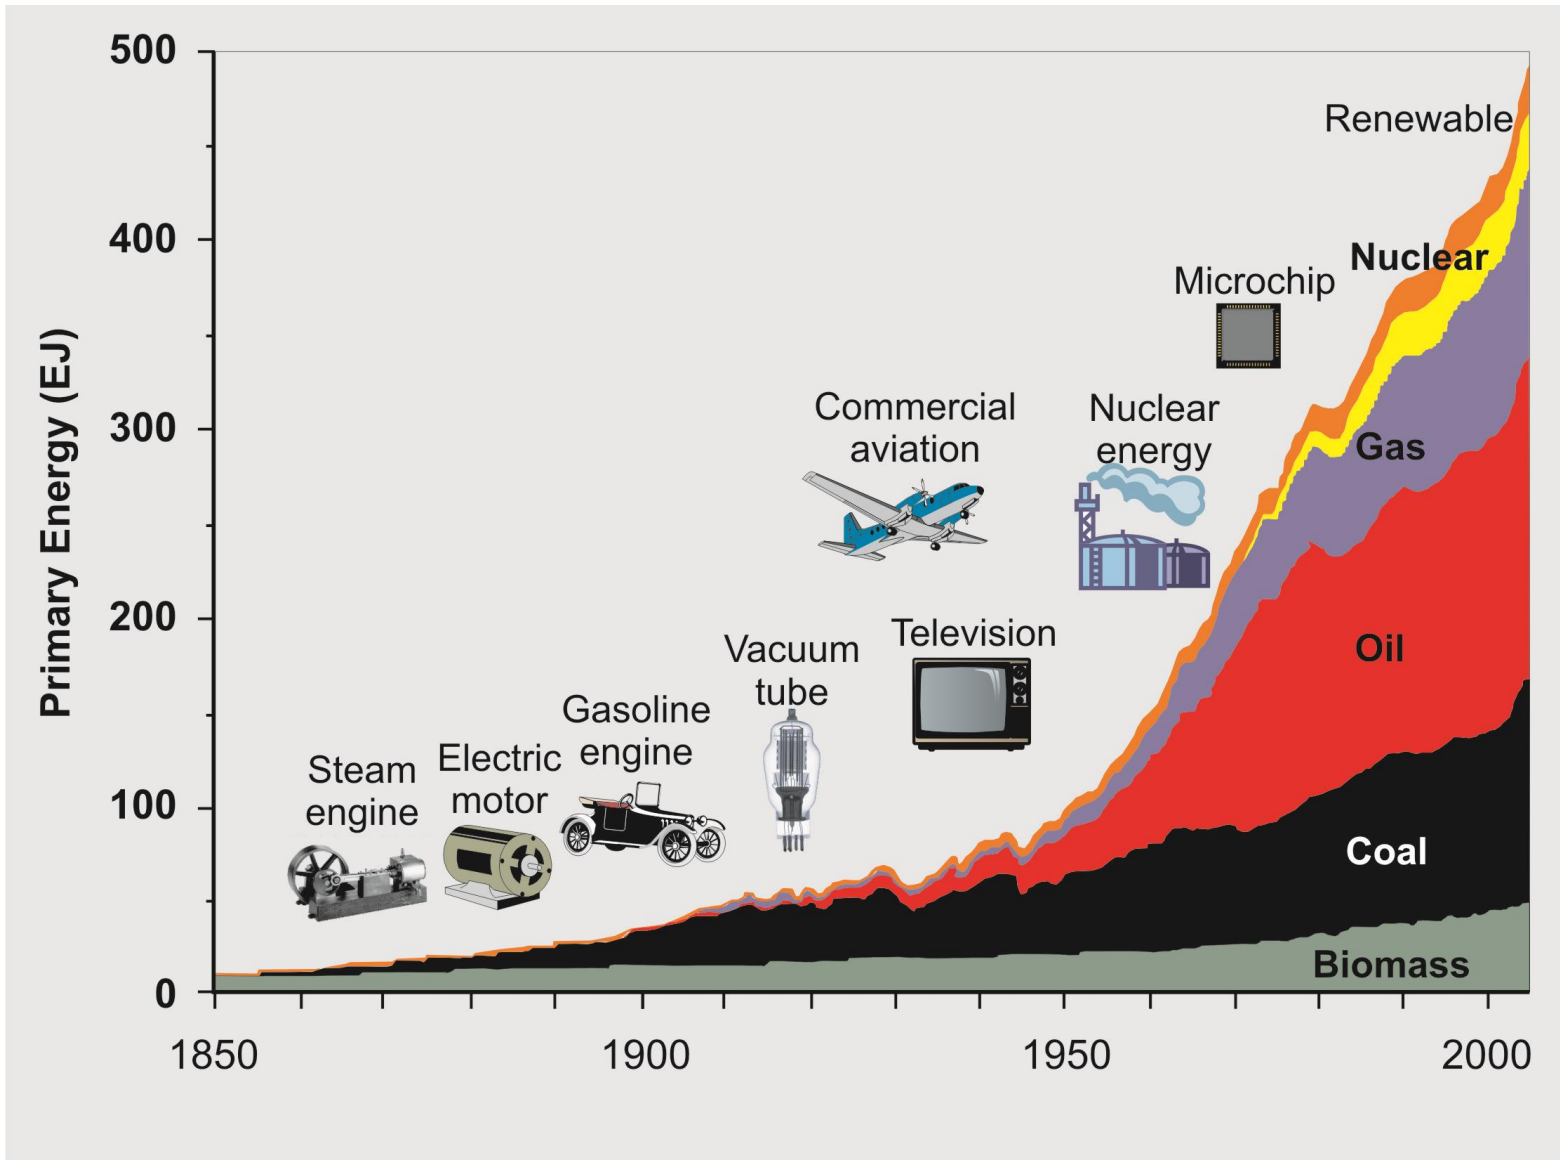 500
400
300
200
100
0
Primary Energy (EJ)
1850
1900
1950
2000
Steam
engine
Electric
motor
Gasoline
engine
Vacuum
tube
Television
Commercial
aviation
Nuclear
energy
Microchip
Renewable
Nuclear
Gas
Oil
Coal
Biomass